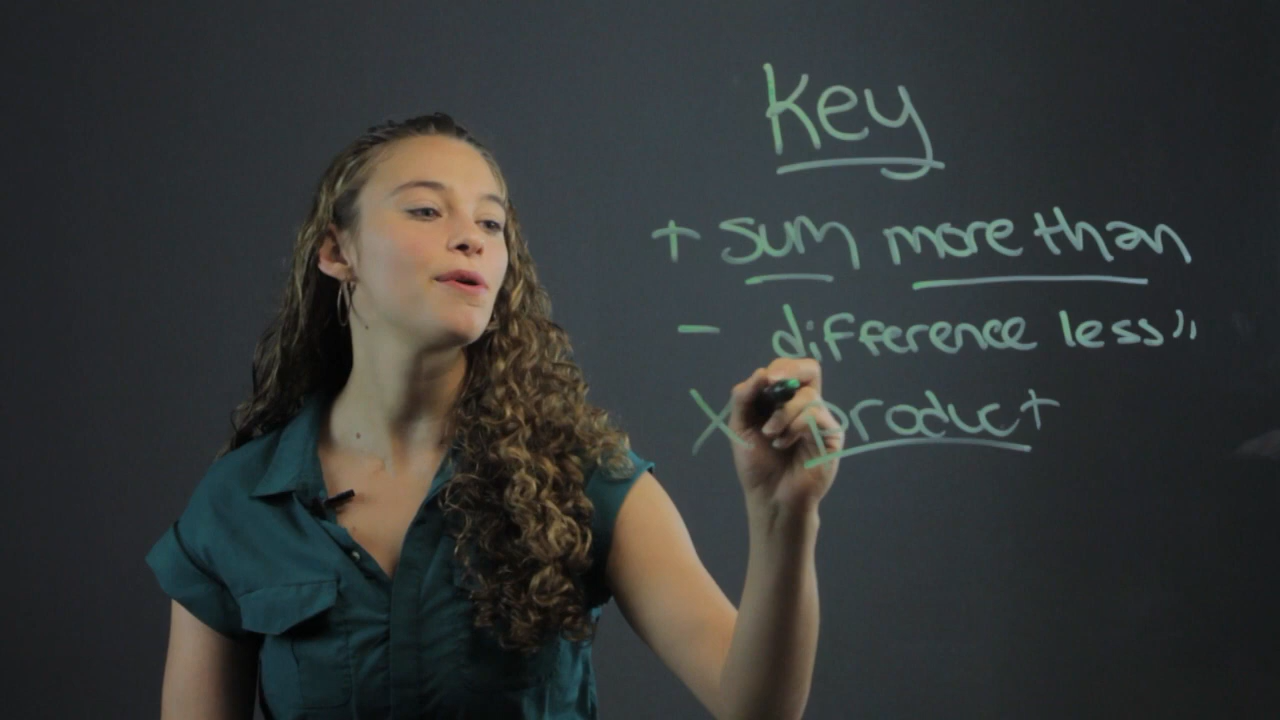 Key
+ sum more than
- difference less "
x product